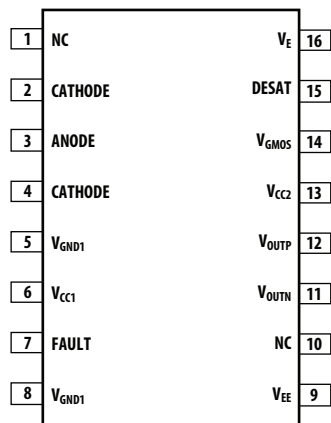 1 NC VE 16
2 CATHODE DESAT 15
3 ANODE VGMOS 14
4 CATHODE VCC2 13
5 VGND1 VOUTP 12
6 VCC1 VOUTN 11
7 FAULT NC 10
8 VGND1 VEE 9